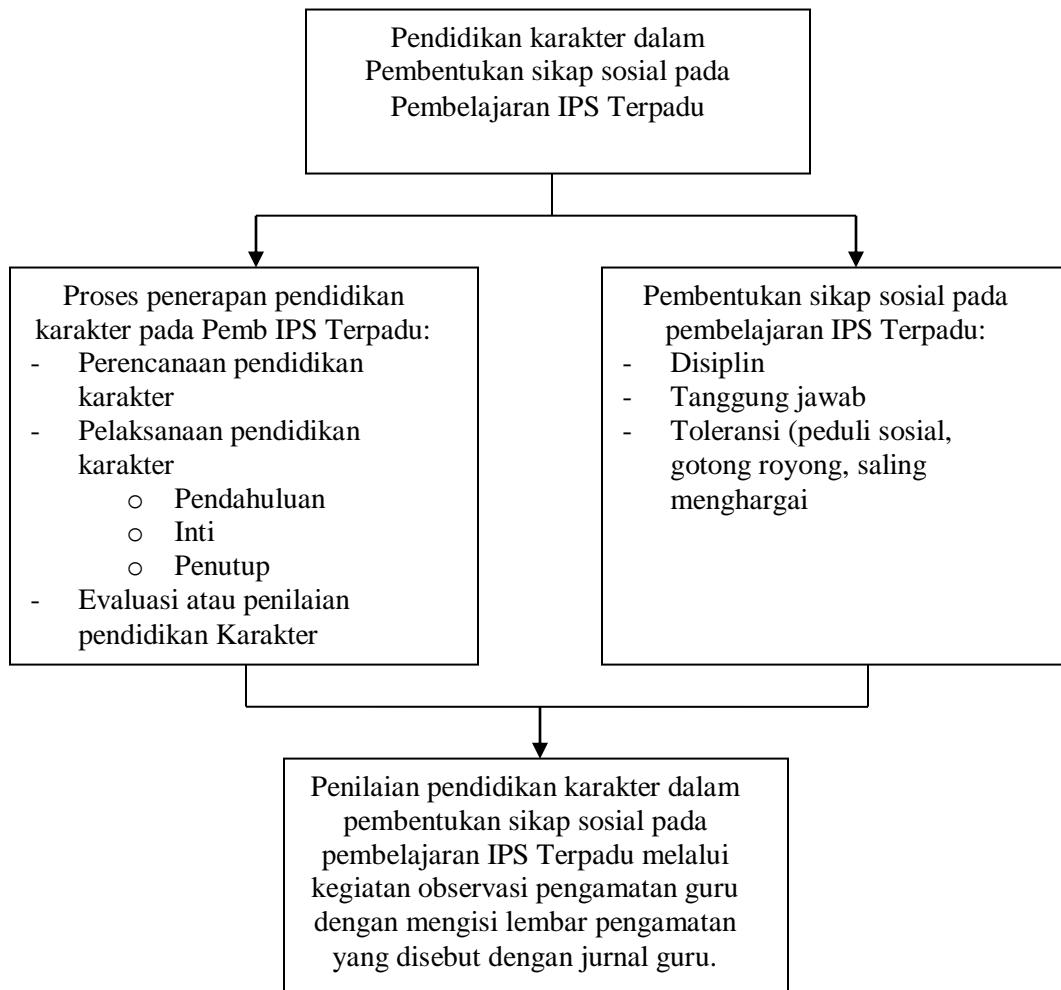 Pendidikan karakter dalam
Pembentukan sikap sosial pada
Pembelajaran IPS Terpadu
Proses penerapan pendidikan
karakter pada Pemb IPS Terpadu:
- Perencanaan pendidikan
karakter
- Pelaksanaan pendidikan
karakter
o Pendahuluan
o Inti
o Penutup
- Evaluasi atau penilaian
pendidikan Karakter
Pembentukan sikap sosial pada
pembelajaran IPS Terpadu:
- Disiplin
- Tanggung jawab
- Toleransi (peduli sosial,
gotong royong, saling
menghargai
Penilaian pendidikan karakter dalam
pembentukan sikap sosial pada
pembelajaran IPS Terpadu melalui
kegiatan observasi pengamatan guru
dengan mengisi lembar pengamatan
yang disebut dengan jurnal guru.